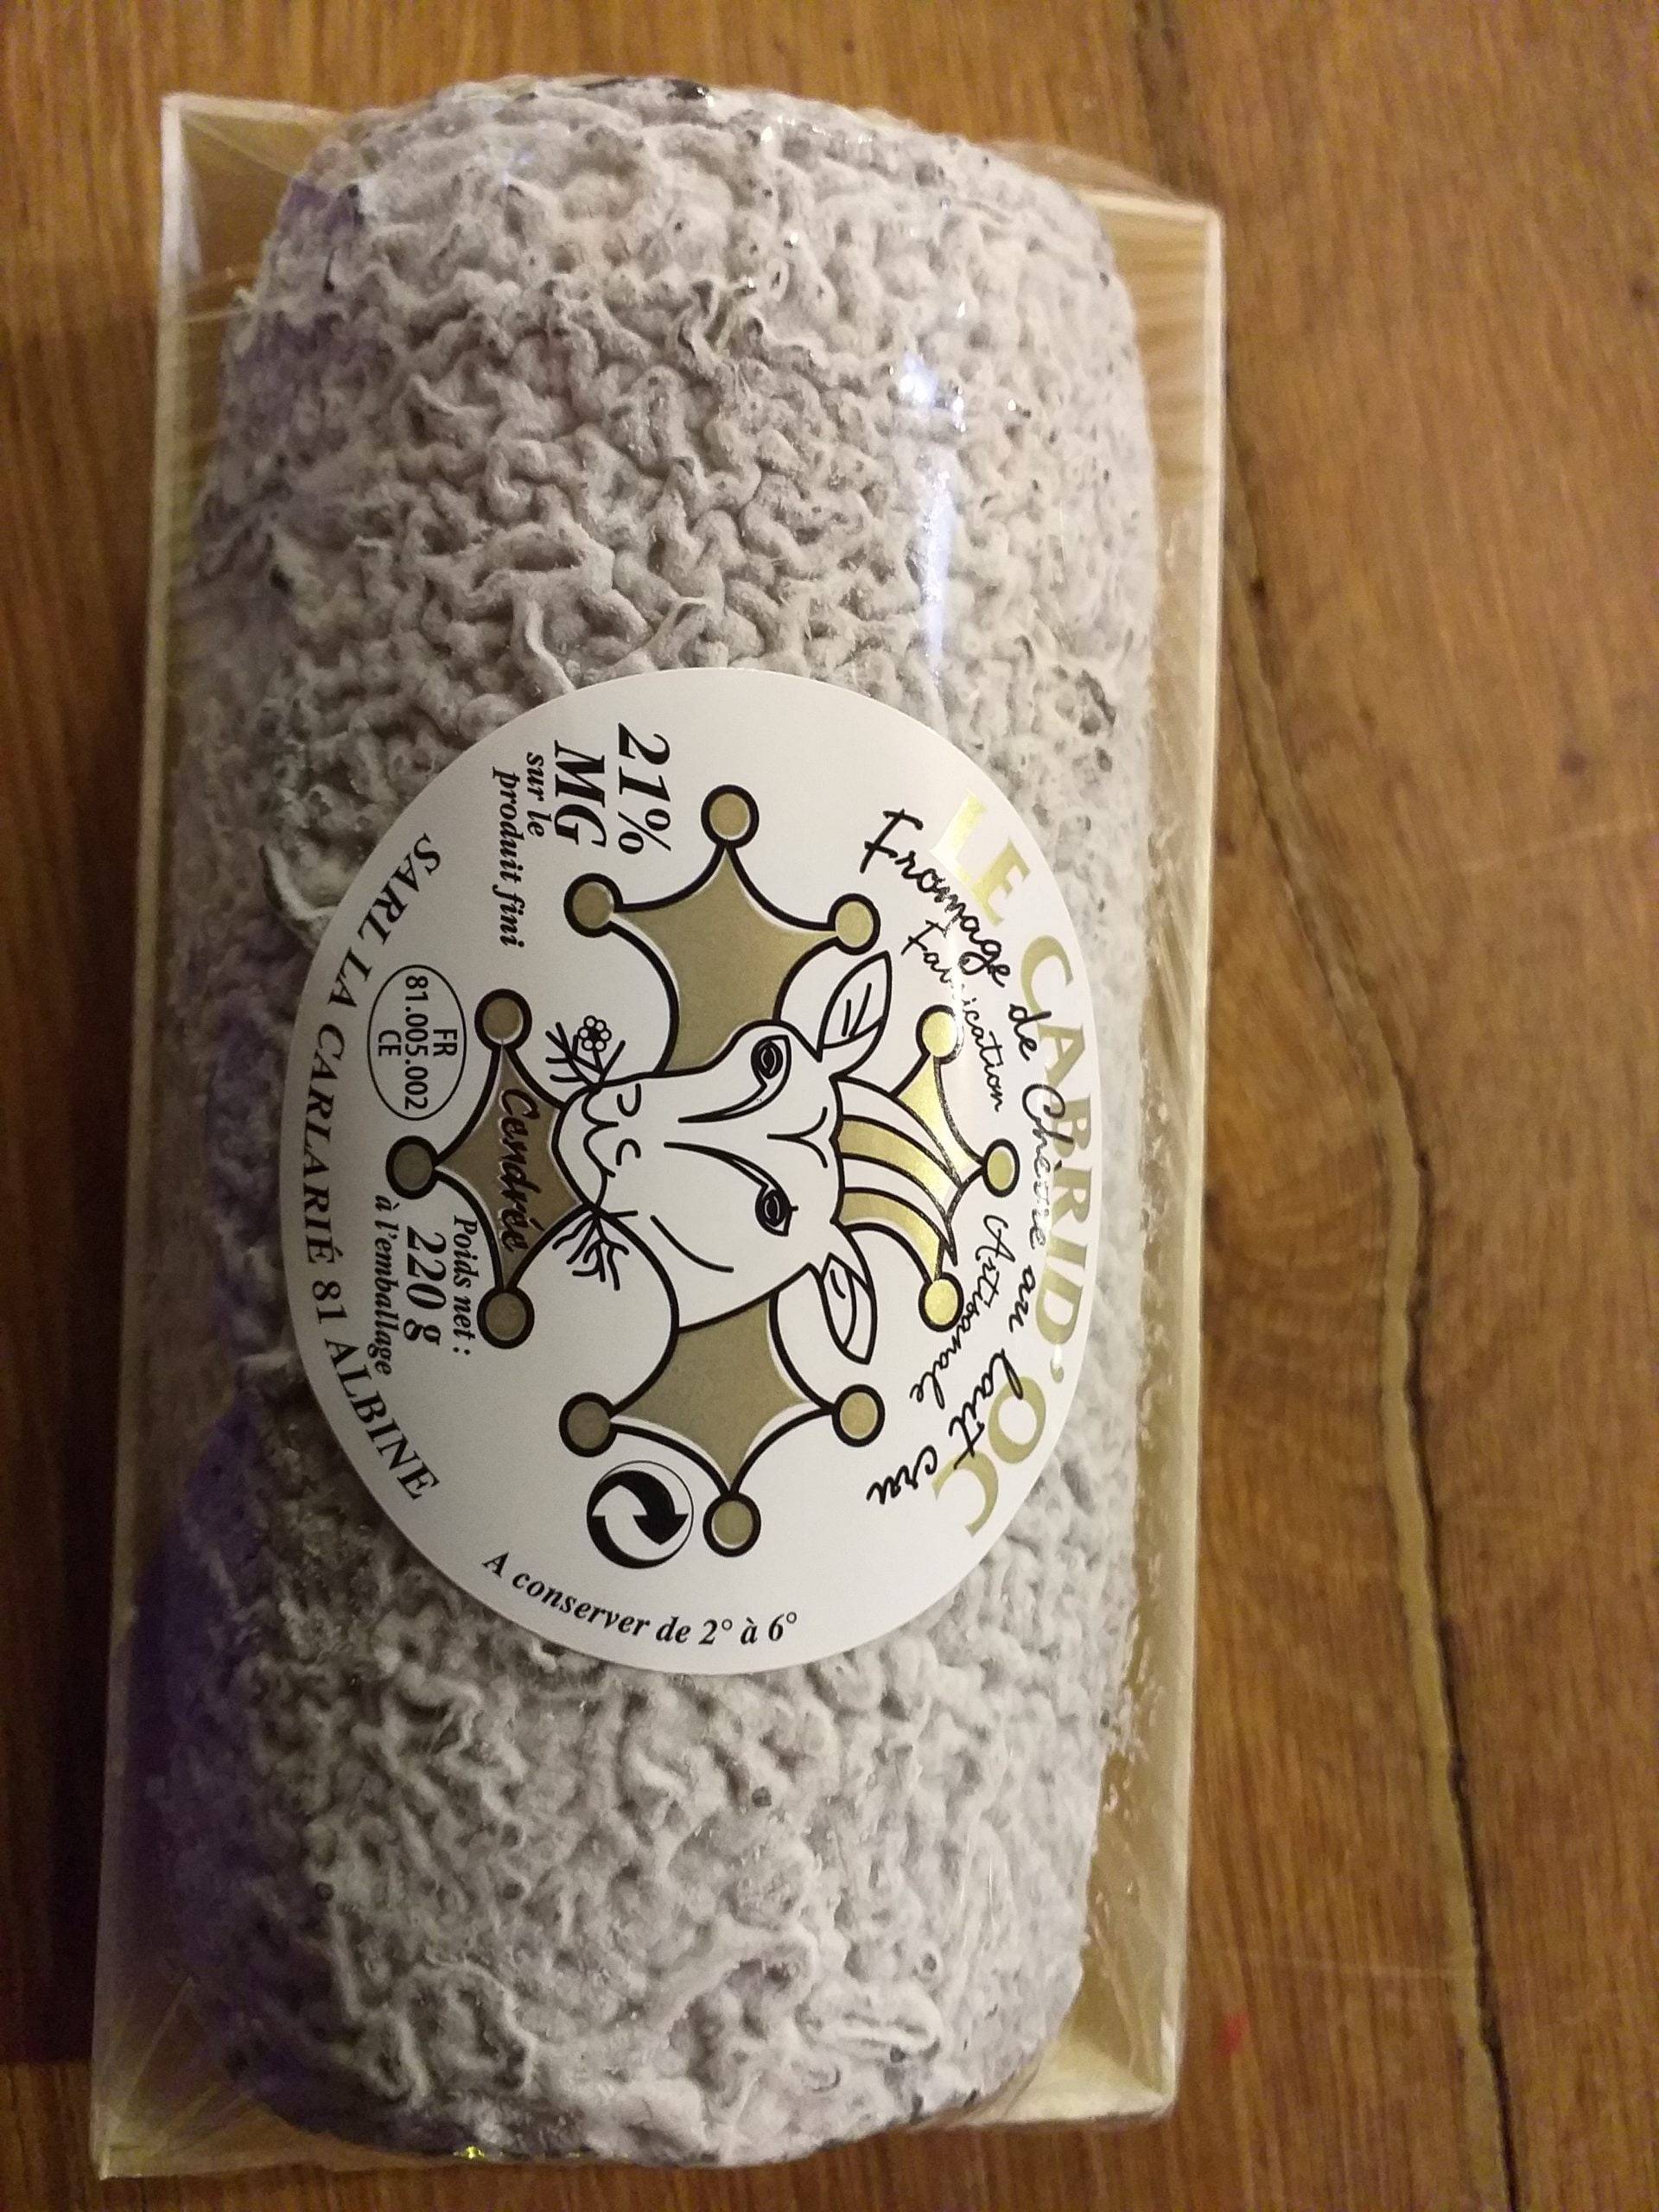 LE CABRID'OC
Fromage de Chèvre au lait cru
Fabrication Artisanale
21%
MG
sur le
produit fini
Cendrée
FR
81.005.002
CE
Poids net :
220 g
à l'emballage
SARL LA CARLARIÉ 81 ALBINE
A conserver de 2° à 6°